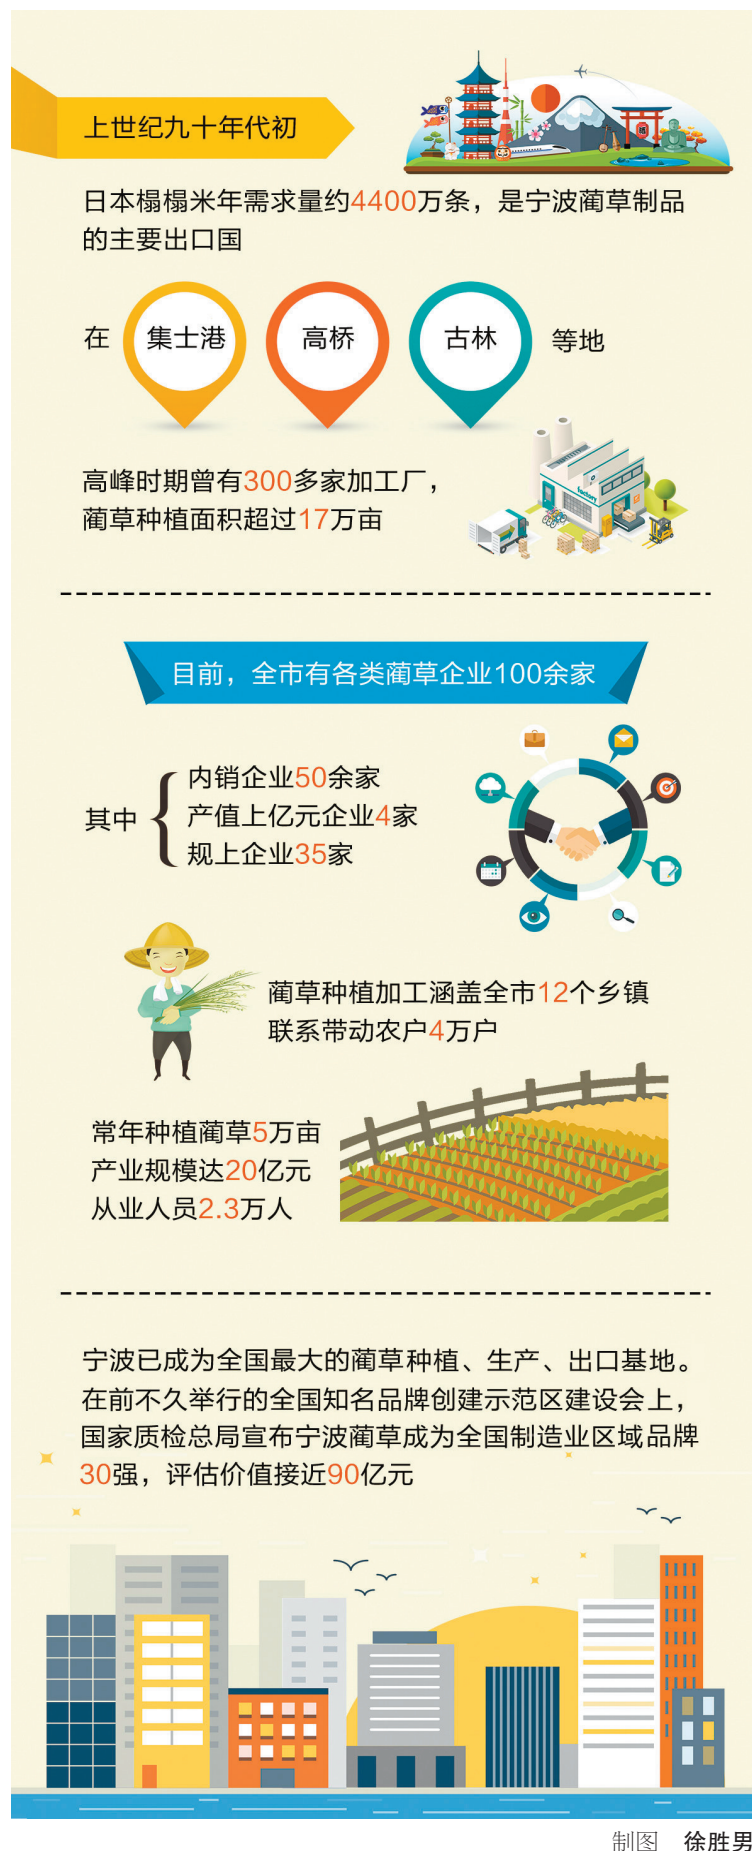 上世纪九十年代初
日本榻榻米年需求量约4400万条，是宁波蔺草制品
的主要出口国
在 集士港 高桥 古林 等地
高峰时期曾有300多家加工厂，
蔺草种植面积超过17万亩
factory
目前，全市有各类蔺草企业100余家
内销企业50余家
其中 { 产值上亿元企业4家
规上企业35家
蔺草种植加工涵盖全市12个乡镇
联系带动农户4万户
常年种植蔺草5万亩
产业规模达20亿元
从业人员2.3万人
宁波已成为全国最大的蔺草种植、生产、出口基地。
在前不久举行的全国知名品牌创建示范区建设会上，
国家质检总局宣布宁波蔺草成为全国制造业区域品牌
30强，评估价值接近90亿元
制图 徐胜男